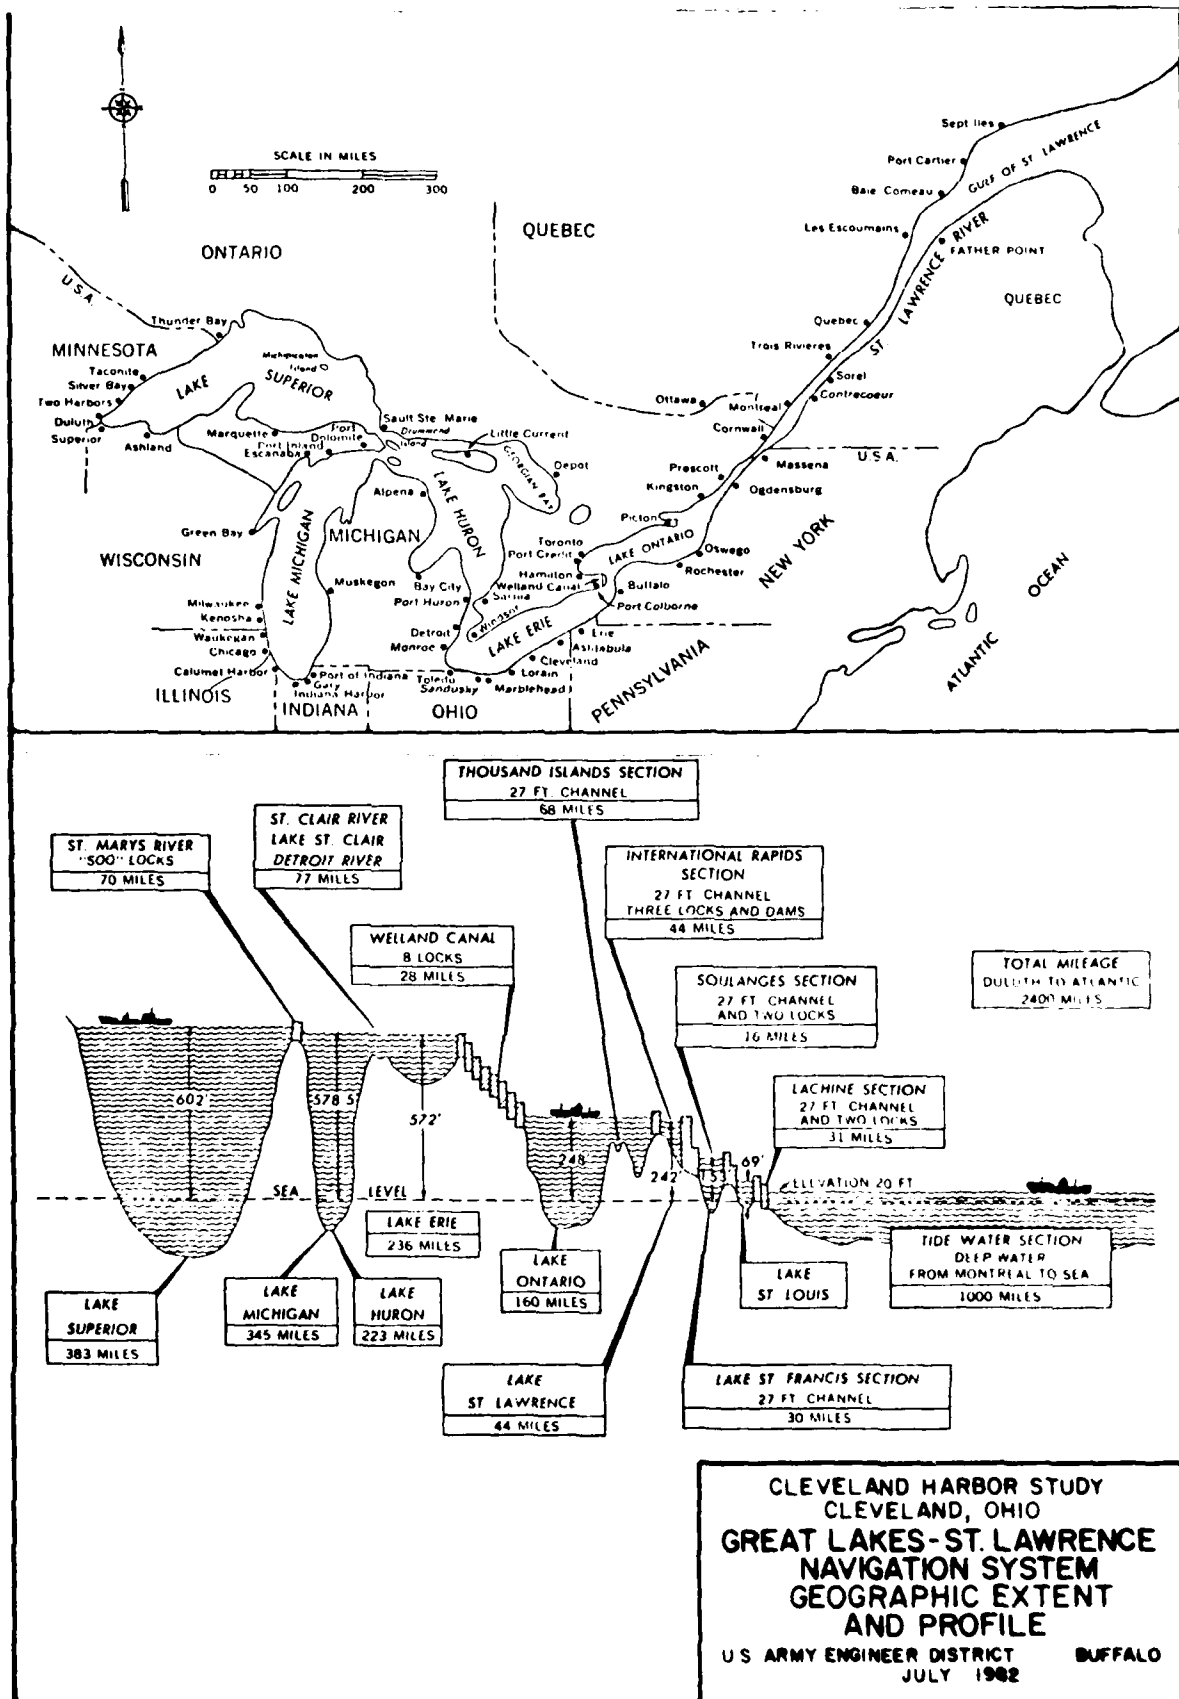 SCALE IN MILES
0 50 100 200 300
ONTARIO
QUEBEC
U.S.A.
Sept Iles
Port Cartier
Baie Comeau
Les Escoumains
GULF OF ST. LAWRENCE
RIVER
FATHER POINT
QUEBEC
ST. LAWRENCE
Quebec
Trois Rivieres
Sorel
Contrecoeur
Montreal
Ottawa
Cornwall
U.S.A.
Massena
Prescott
Ogdensburg
Kingston
Picton
Thunder Bay
MINNESOTA
Taconite
Silver Bay
Two Harbors
Duluth
Superior
Ashland
LAKE SUPERIOR
Michipicoten
Island
Marquette
Port
Dolomite
Port Inland
Escanaba
Sault Ste. Marie
Drummond
Island
Little Current
GEORGIAN BAY
Depot
Alpena
LAKE HURON
Green Bay
WISCONSIN
LAKE MICHIGAN
MICHIGAN
Muskegon
Bay City
Port Huron
Sarnia
Toronto
Port Credit
Hamilton
Welland Canal
LAKE ONTARIO
Oswego
Rochester
NEW YORK
Buffalo
Port Colborne
Milwaukee
Kenosha
Waukegan
Chicago
Calumet Harbor
ILLINOIS
Detroit
Monroe
Windsor
LAKE ERIE
Erie
Ashtabula
Cleveland
Lorain
Port of Indiana
Gary
Indiana Harbor
INDIANA
Toledo
Sandusky
Marblehead
OHIO
PENNSYLVANIA
ATLANTIC OCEAN
THOUSAND ISLANDS SECTION
27 FT. CHANNEL
68 MILES
ST. CLAIR RIVER
LAKE ST. CLAIR
DETROIT RIVER
77 MILES
ST. MARYS RIVER
"SOO" LOCKS
70 MILES
INTERNATIONAL RAPIDS
SECTION
27 FT CHANNEL
THREE LOCKS AND DAMS
44 MILES
WELLAND CANAL
8 LOCKS
28 MILES
SOULANGES SECTION
27 FT CHANNEL
AND TWO LOCKS
16 MILES
TOTAL MILEAGE
DULUTH TO ATLANTIC
2400 MILES
LACHINE SECTION
27 FT CHANNEL
AND TWO LOCKS
31 MILES
602'
578 5
572'
248
242'
69'
ELEVATION 20 FT
SEA LEVEL
LAKE ERIE
236 MILES
LAKE
ONTARIO
160 MILES
LAKE
ST LOUIS
TIDE WATER SECTION
DEEP WATER
FROM MONTREAL TO SEA
1000 MILES
LAKE
SUPERIOR
383 MILES
LAKE
MICHIGAN
345 MILES
LAKE
HURON
223 MILES
LAKE
ST LAWRENCE
44 MILES
LAKE ST FRANCIS SECTION
27 FT CHANNEL
30 MILES
CLEVELAND HARBOR STUDY
CLEVELAND, OHIO
GREAT LAKES-ST. LAWRENCE
NAVIGATION SYSTEM
GEOGRAPHIC EXTENT
AND PROFILE
U S ARMY ENGINEER DISTRICT BUFFALO
JULY 1982